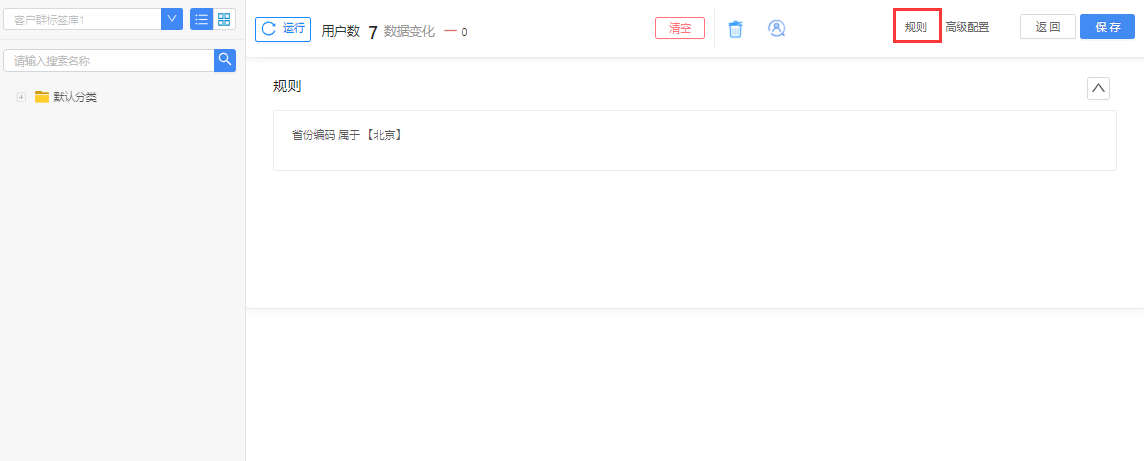 客户群标签库1
请输入搜索名称
默认分类
运行 用户数 7 数据变化 — 0 清空 规则 高级配置 返回 保存
规则
省份编码 属于 【北京】